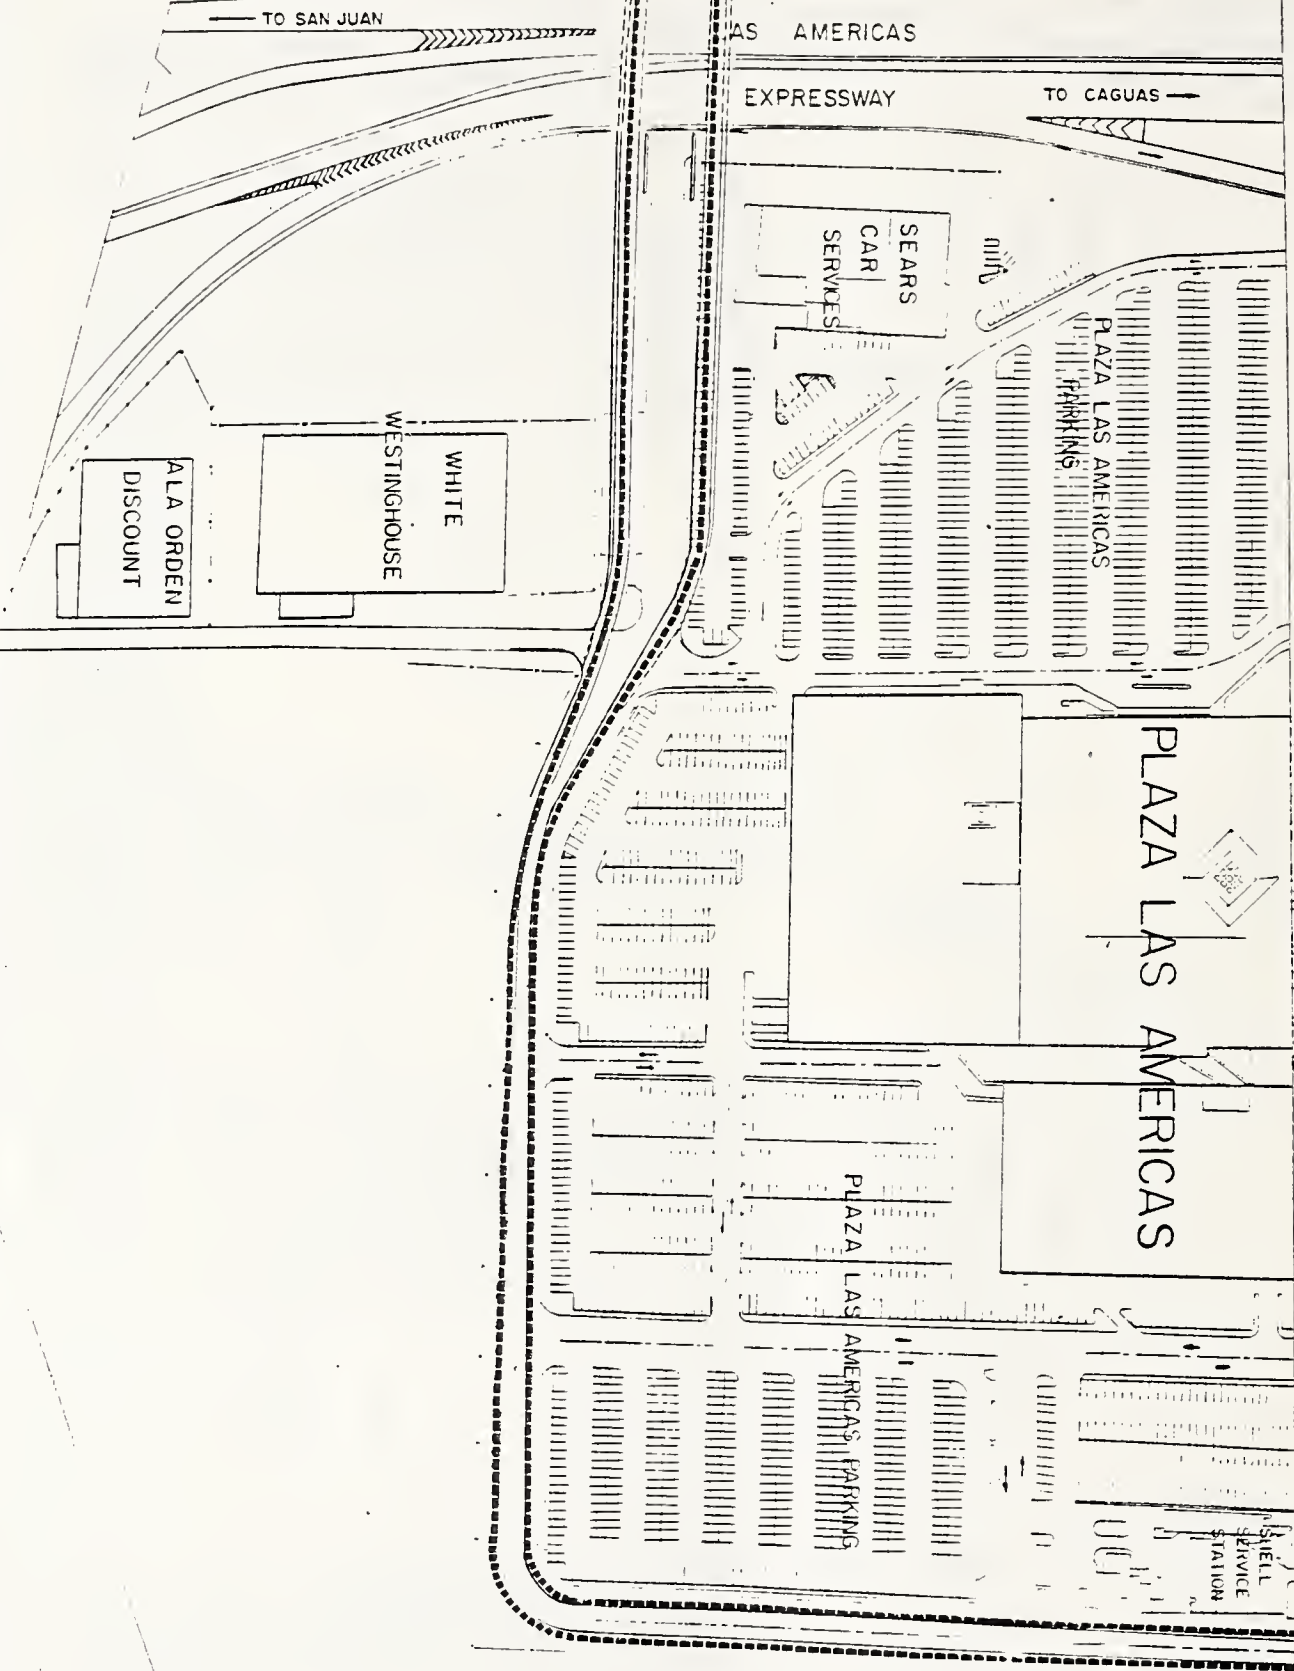 TO SAN JUAN
AS AMERICAS
EXPRESSWAY
TO CAGUAS
SEARS
CAR
SERVICES
PLAZA LAS AMERICAS
PARKING
WHITE
WESTINGHOUSE
ALA ORDEN
DISCOUNT
PLAZA LAS AMERICAS
PLAZA LAS AMERICAS PARKING
SHELL
SERVICE
STATION